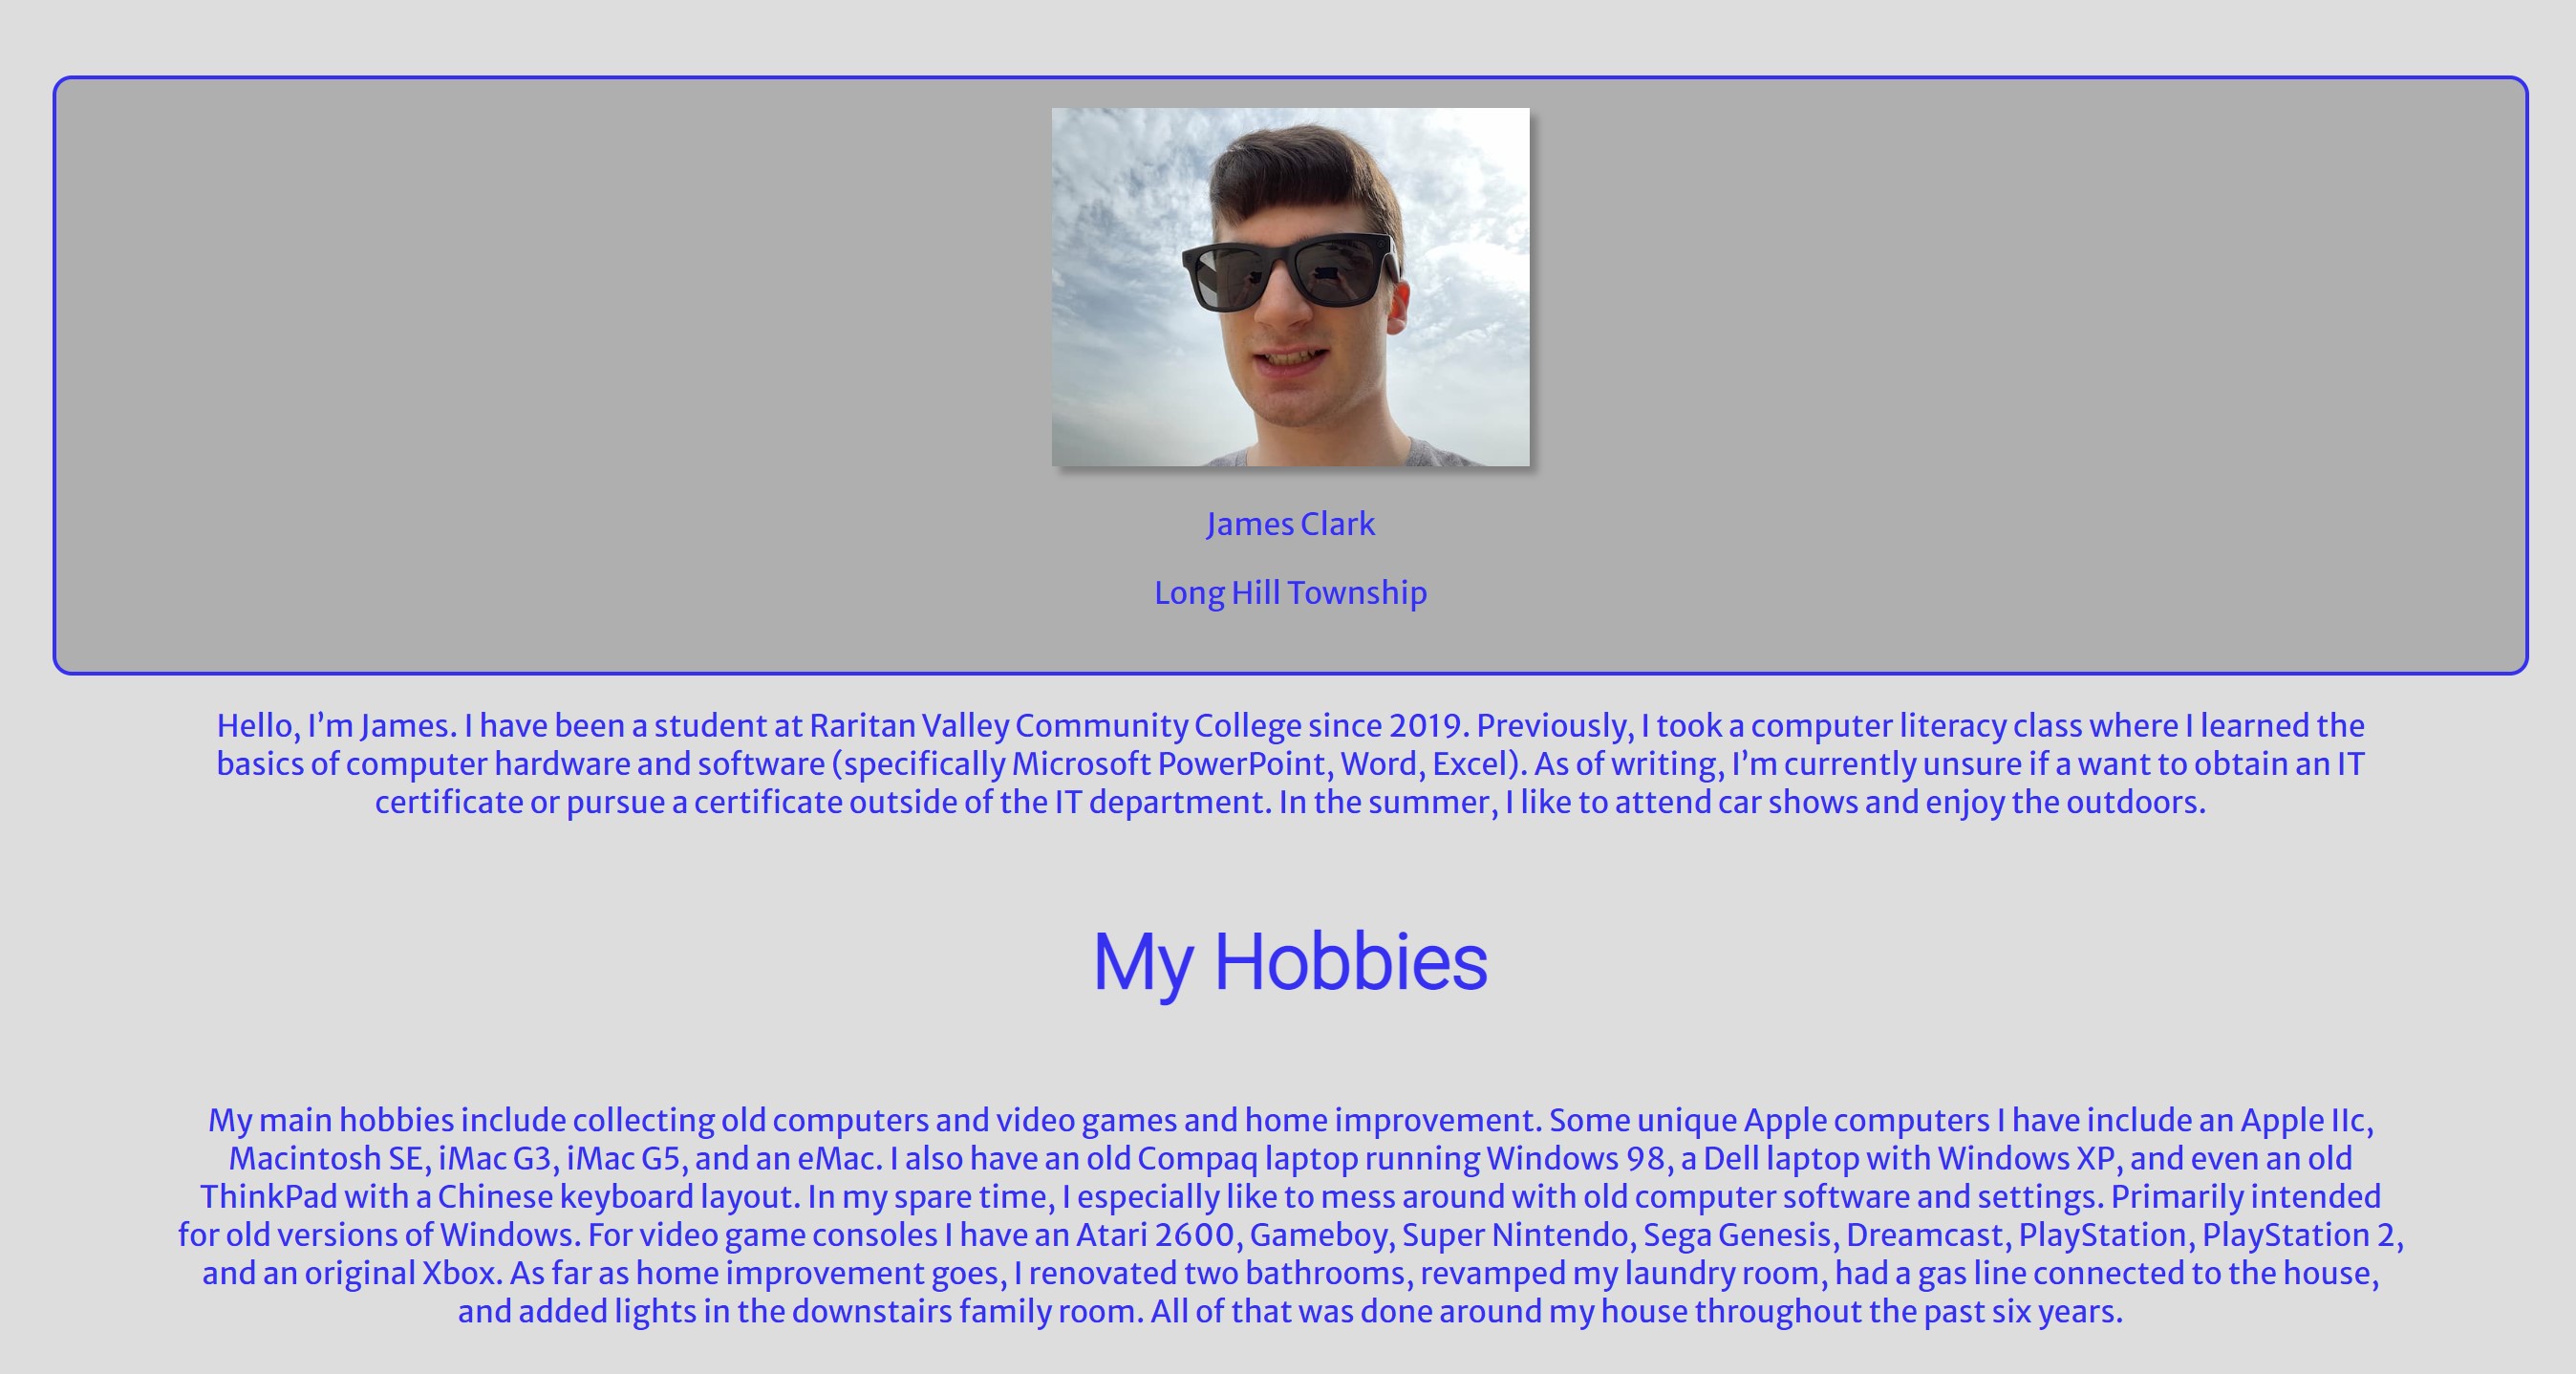 James Clark
Long Hill Township
Hello, I’m James. I have been a student at Raritan Valley Community College since 2019. Previously, I took a computer literacy class where I learned the
basics of computer hardware and software (specifically Microsoft PowerPoint, Word, Excel). As of writing, I’m currently unsure if a want to obtain an IT
certificate or pursue a certificate outside of the IT department. In the summer, I like to attend car shows and enjoy the outdoors.
My Hobbies
My main hobbies include collecting old computers and video games and home improvement. Some unique Apple computers I have include an Apple IIc,
Macintosh SE, iMac G3, iMac G5, and an eMac. I also have an old Compaq laptop running Windows 98, a Dell laptop with Windows XP, and even an old
ThinkPad with a Chinese keyboard layout. In my spare time, I especially like to mess around with old computer software and settings. Primarily intended
for old versions of Windows. For video game consoles I have an Atari 2600, Gameboy, Super Nintendo, Sega Genesis, Dreamcast, PlayStation, PlayStation 2,
and an original Xbox. As far as home improvement goes, I renovated two bathrooms, revamped my laundry room, had a gas line connected to the house,
and added lights in the downstairs family room. All of that was done around my house throughout the past six years.